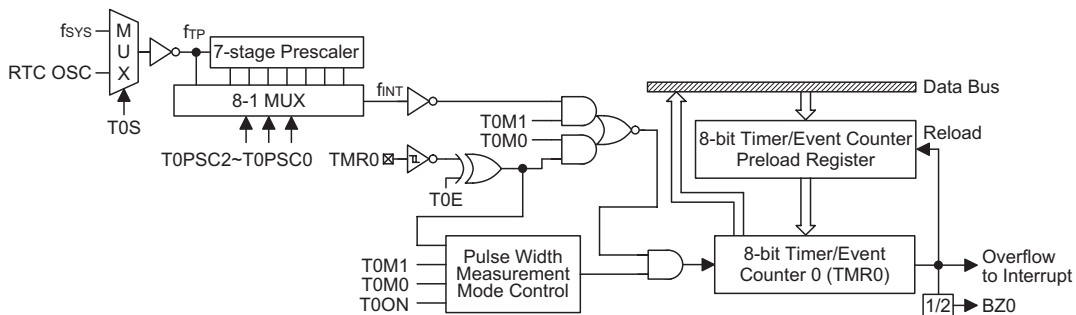 fSYS
RTC OSC
M
U
X
T0S
fTP
7-stage Prescaler
8-1 MUX
T0PSC2~T0PSC0
fINT
TMR0
T0E
T0M1
T0M0
T0M1
T0M0
T0ON
Pulse Width
Measurement
Mode Control
Data Bus
8-bit Timer/Event Counter
Preload Register
Reload
8-bit Timer/Event
Counter 0 (TMR0)
Overflow
to Interrupt
1/2
BZ0